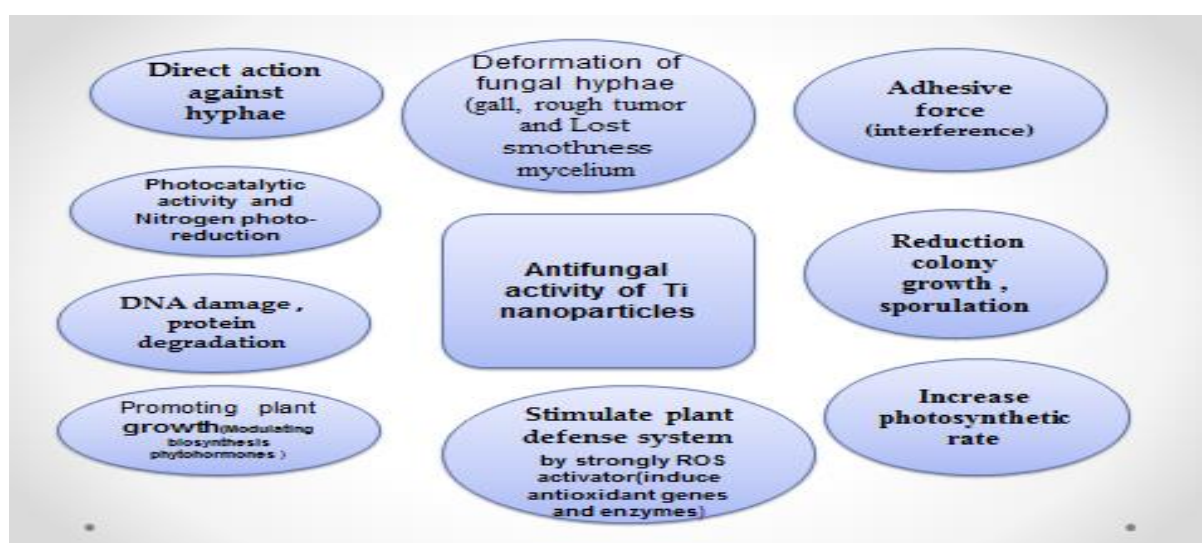 Direct action
against
hyphae
Deformation of
fungal hyphae
(gall, rough tumor
and Lost
smothness
mycelium
Adhesive
force
(interference)
Photocatalytic
activity and
Nitrogen photo-
reduction
Antifungal
activity of Ti
nanoparticles
Reduction
colony
growth ,
sporulation
DNA damage ,
protein
degradation
Promoting plant
growth(Modulating
biosynthesis
phytohormones )
Stimulate plant
defense system
by strongly ROS
activator(induce
antioxidant genes
and enzymes)
Increase
photosynthetic
rate